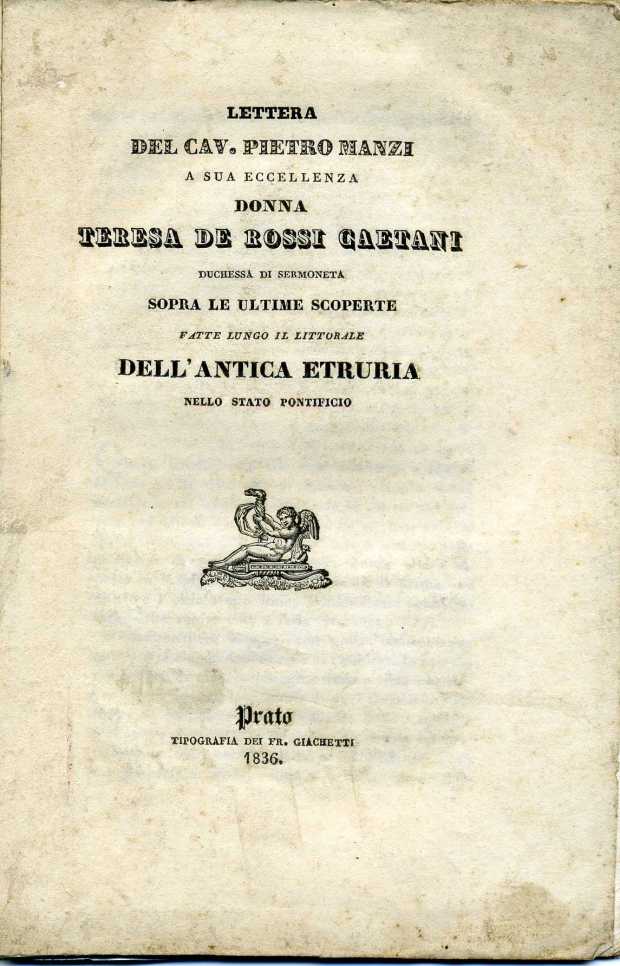 LETTERA
DEL CAV. PIETRO MANZI
A SUA ECCELLENZA
DONNA
TERESA DE ROSSI CAETANI
DUCHESSA DI SERMONETA
SOPRA LE ULTIME SCOPERTE
FATTE LUNGO IL LITTORALE
DELL'ANTICA ETRURIA
NELLO STATO PONTIFICIO
Prato
TIPOGRAFIA DEI FR. GIACHETTI
1836.